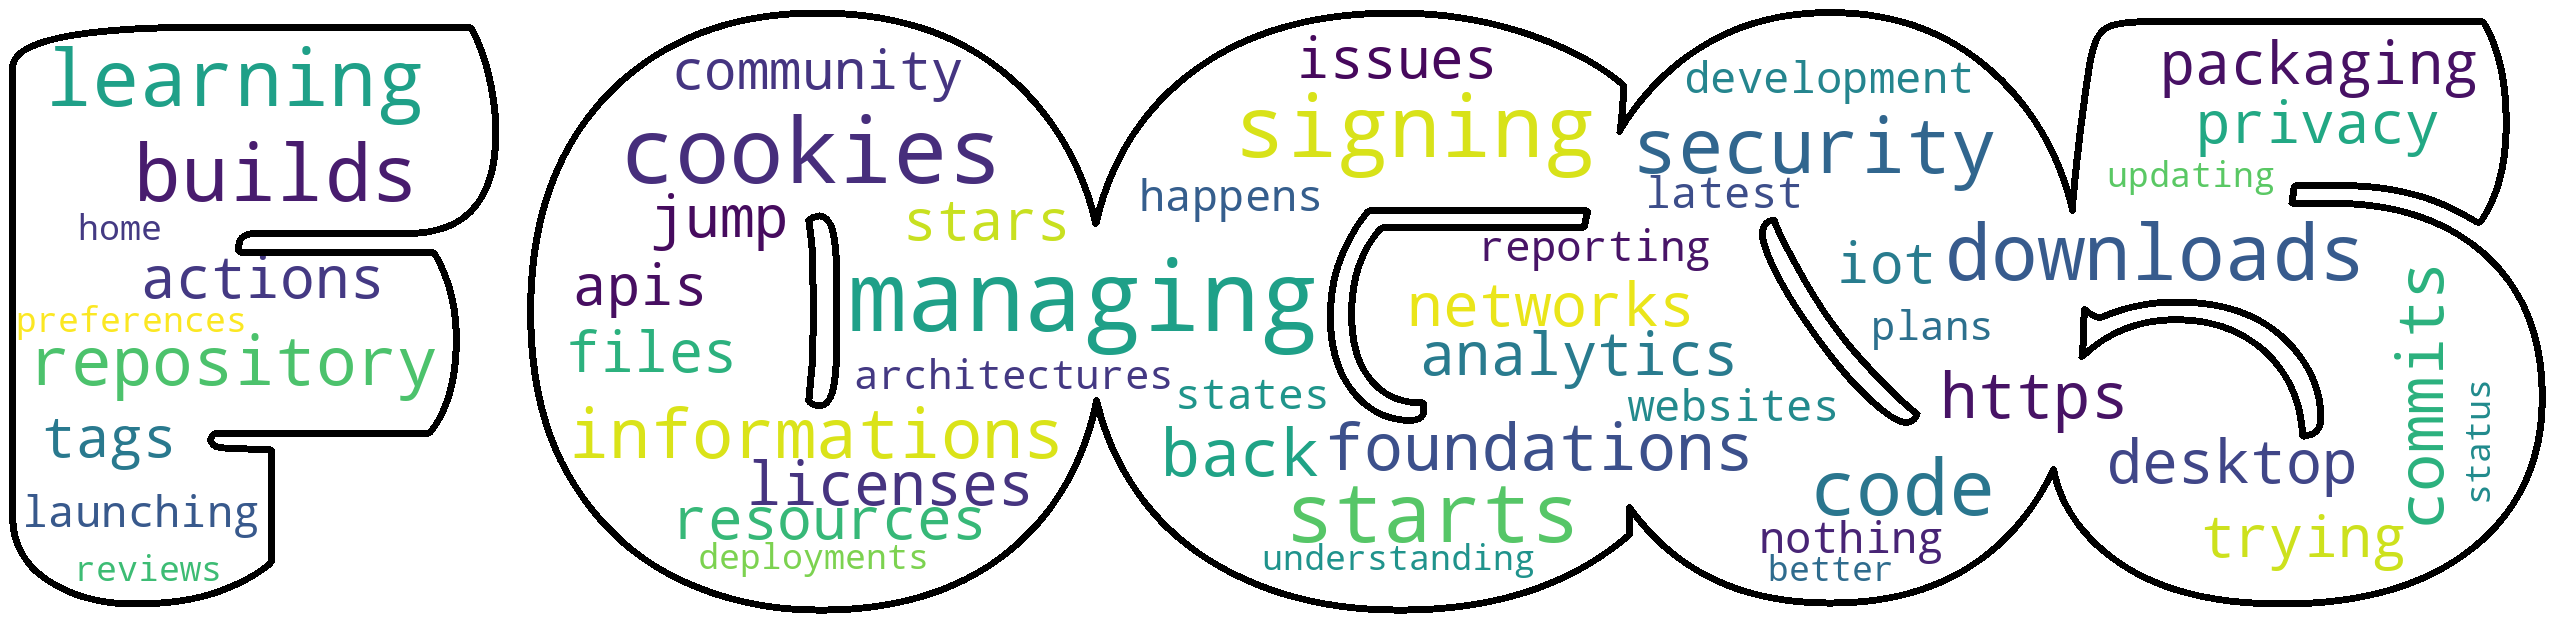 learning
builds
home
actions
preferences
repository
tags
launching
reviews
community
cookies
jump
stars
apis
managing
files
architectures
informations
licenses
resources
deployments
issues
signing
happens
reporting
networks
analytics
states
websites
back
foundations
starts
understanding
development
security
latest
iot
downloads
plans
https
code
nothing
better
packaging
privacy
updating
commits
status
desktop
trying